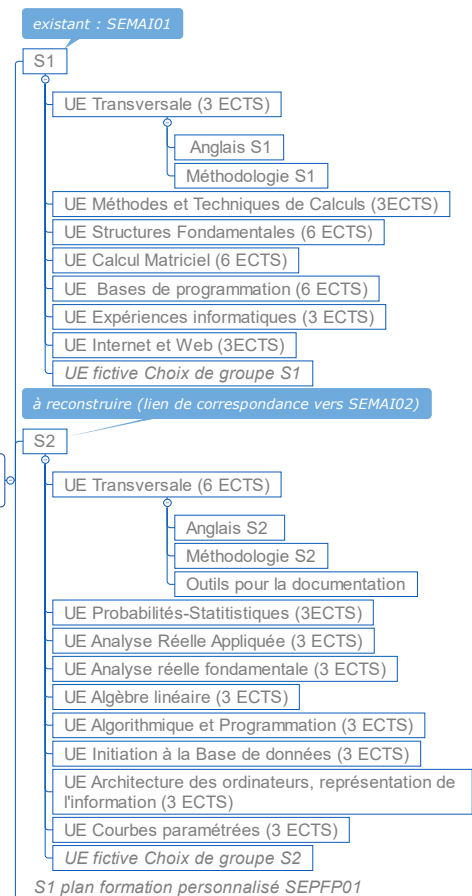 existant : SEMAI01
S1
UE Transversale (3 ECTS)
Anglais S1
Méthodologie S1
UE Méthodes et Techniques de Calculs (3ECTS)
UE Structures Fondamentales (6 ECTS)
UE Calcul Matriciel (6 ECTS)
UE Bases de programmation (6 ECTS)
UE Expériences informatiques (3 ECTS)
UE Internet et Web (3ECTS)
UE fictive Choix de groupe S1
à reconstruire (lien de correspondance vers SEMAI02)
S2
UE Transversale (6 ECTS)
Anglais S2
Méthodologie S2
Outils pour la documentation
UE Probabilités-Statitistiques (3ECTS)
UE Analyse Réelle Appliquée (3 ECTS)
UE Analyse réelle fondamentale (3 ECTS)
UE Algèbre linéaire (3 ECTS)
UE Algorithmique et Programmation (3 ECTS)
UE Initiation à la Base de données (3 ECTS)
UE Architecture des ordinateurs, représentation de
l'information (3 ECTS)
UE Courbes paramétrées (3 ECTS)
UE fictive Choix de groupe S2
S1 plan formation personnalisé SEPFP01